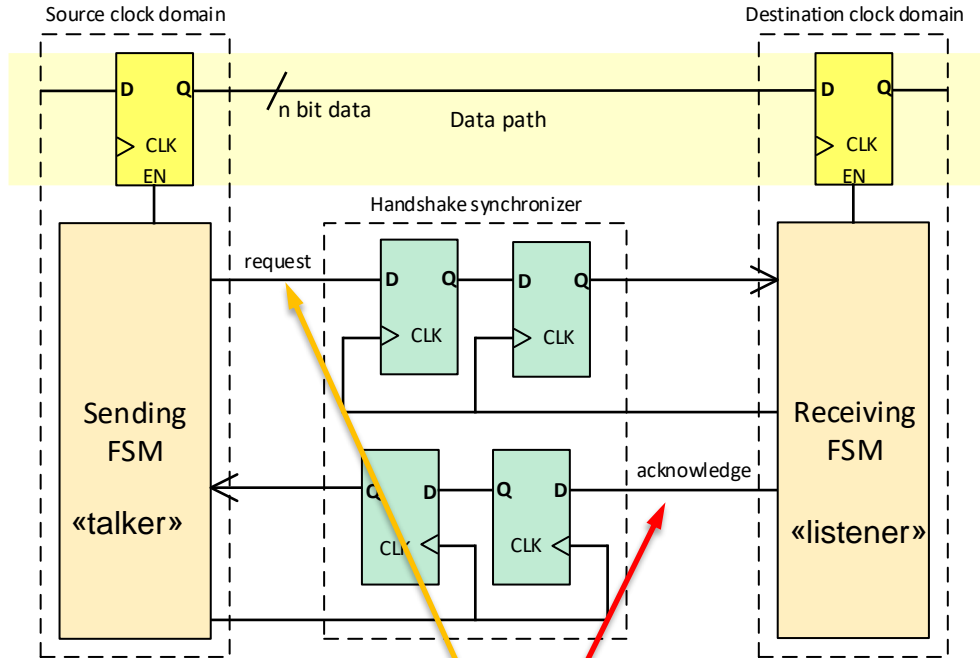 Source clock domain
Destination clock domain
D Q
n bit data
Data path
D Q
CLK
EN
CLK
EN
Handshake synchronizer
request
D Q
D Q
CLK
CLK
Sending
FSM
«talker»
Receiving
FSM
«listener»
acknowledge
Q D
Q D
CLK
CLK